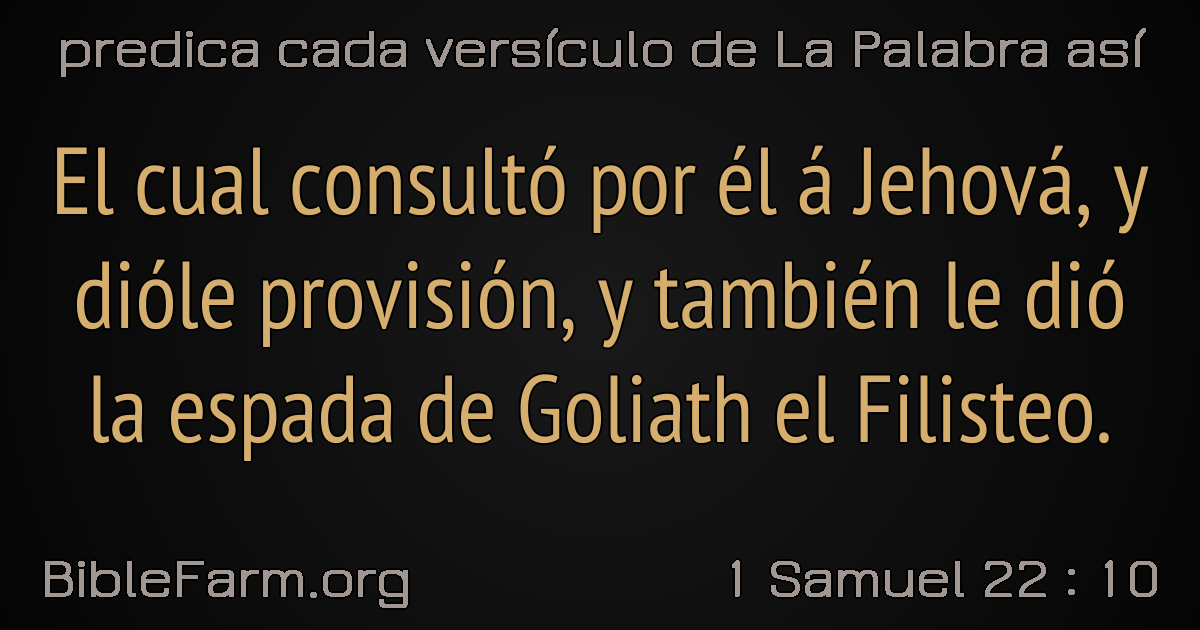 predica cada versículo de La Palabra así
El cual consultó por él á Jehová, y
dióle provisión, y también le dió
la espada de Goliath el Filisteo.
BibleFarm.org
1 Samuel 22 : 10